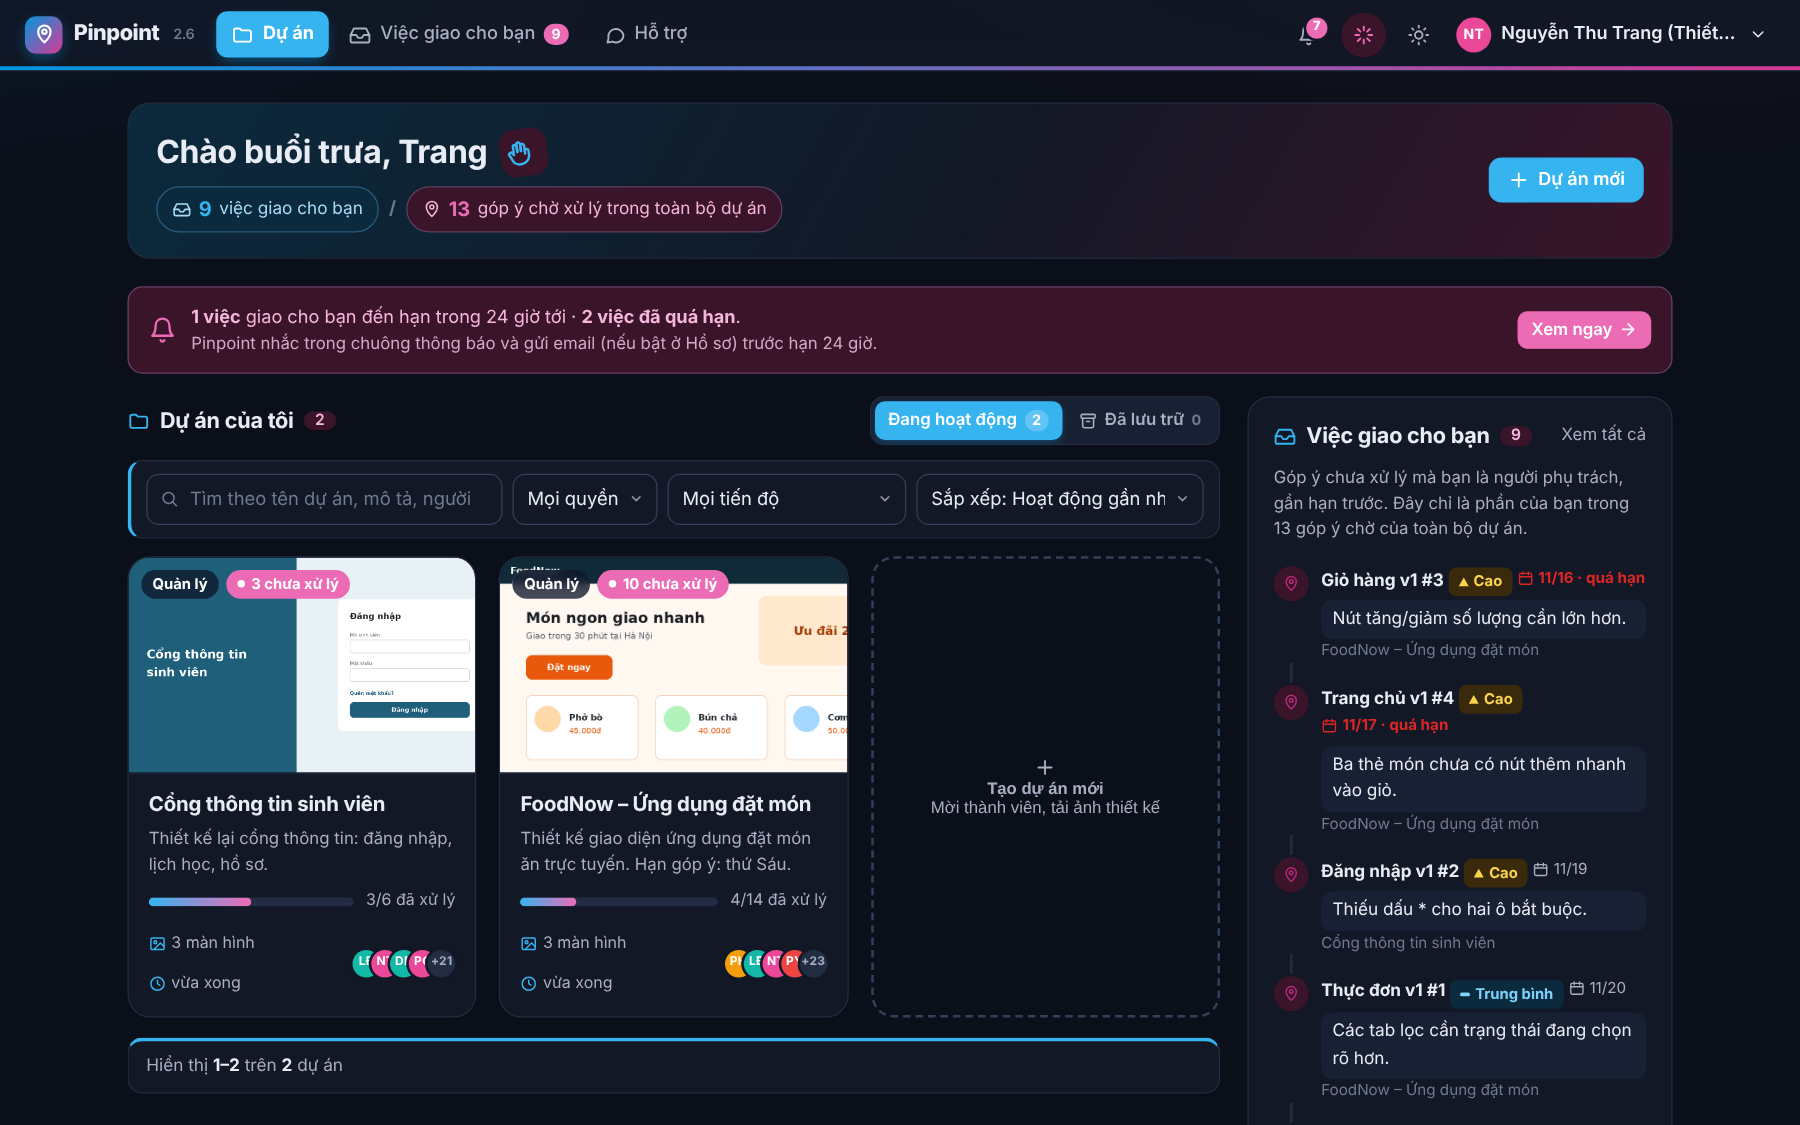 Pinpoint 2.6
Dự án
Việc giao cho bạn 9
Hỗ trợ
7
NT Nguyễn Thu Trang (Thiết...
Chào buổi trưa, Trang
9 việc giao cho bạn / 13 góp ý chờ xử lý trong toàn bộ dự án
+ Dự án mới
1 việc giao cho bạn đến hạn trong 24 giờ tới · 2 việc đã quá hạn.
Pinpoint nhắc trong chuông thông báo và gửi email (nếu bật ở Hồ sơ) trước hạn 24 giờ.
Xem ngay →
Dự án của tôi 2
Đang hoạt động 2
Đã lưu trữ 0
Tìm theo tên dự án, mô tả, người
Mọi quyền
Mọi tiến độ
Sắp xếp: Hoạt động gần nh
Quản lý
3 chưa xử lý
Cổng thông tin
sinh viên
Đăng nhập
Mã sinh viên
Mật khẩu
Quên mật khẩu?
Đăng nhập
Cổng thông tin sinh viên
Thiết kế lại cổng thông tin: đăng nhập,
lịch học, hồ sơ.
3/6 đã xử lý
3 màn hình
vừa xong
+21
FoodNow
Quản lý
10 chưa xử lý
Món ngon giao nhanh
Giao trong 30 phút tại Hà Nội
Đặt ngay
Ưu đãi 2
Phở bò
45.000đ
Bún chả
40.000đ
Cơm
50.0
FoodNow – Ứng dụng đặt món
Thiết kế giao diện ứng dụng đặt món
ăn trực tuyến. Hạn góp ý: thứ Sáu.
4/14 đã xử lý
3 màn hình
vừa xong
+23
+
Tạo dự án mới
Mời thành viên, tải ảnh thiết kế
Hiển thị 1–2 trên 2 dự án
Việc giao cho bạn 9
Xem tất cả
Góp ý chưa xử lý mà bạn là người phụ trách,
gần hạn trước. Đây chỉ là phần của bạn trong
13 góp ý chờ của toàn bộ dự án.
Giỏ hàng v1 #3 Cao 11/16 · quá hạn
Nút tăng/giảm số lượng cần lớn hơn.
FoodNow – Ứng dụng đặt món
Trang chủ v1 #4 Cao
11/17 · quá hạn
Ba thẻ món chưa có nút thêm nhanh
vào giỏ.
FoodNow – Ứng dụng đặt món
Đăng nhập v1 #2 Cao 11/19
Thiếu dấu * cho hai ô bắt buộc.
Cổng thông tin sinh viên
Thực đơn v1 #1 Trung bình 11/20
Các tab lọc cần trạng thái đang chọn
rõ hơn.
FoodNow – Ứng dụng đặt món